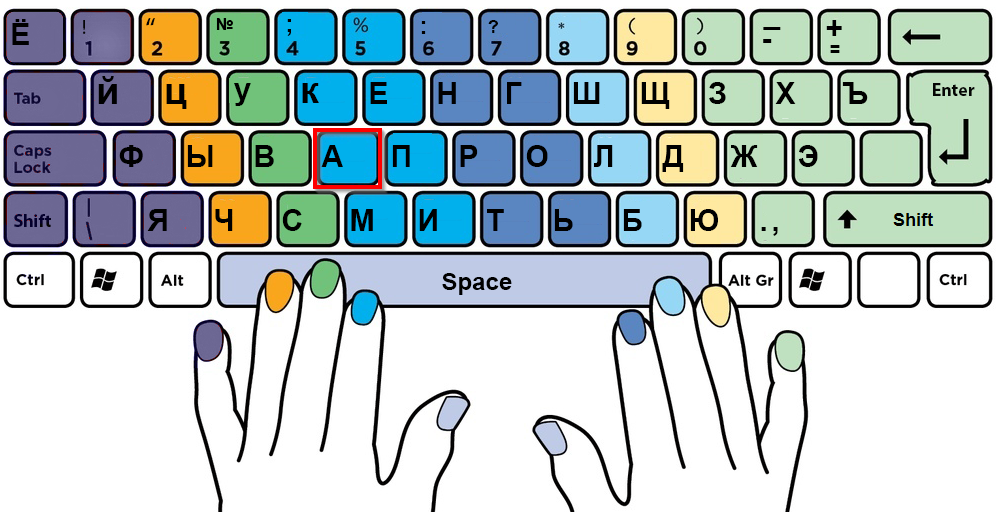 Ё ! 1 “ 2 № 3 ; 4 % 5 : 6 ? 7 * 8 ( 9 ) 0 — - + =
Tab Й Ц У К Е Н Г Ш Щ З Х Ъ Enter
Caps Lock Ф Ы В А П Р О Л Д Ж Э
Shift | \ Я Ч С М И Т Ь Б Ю . , Shift
Ctrl Alt Space Alt Gr Ctrl